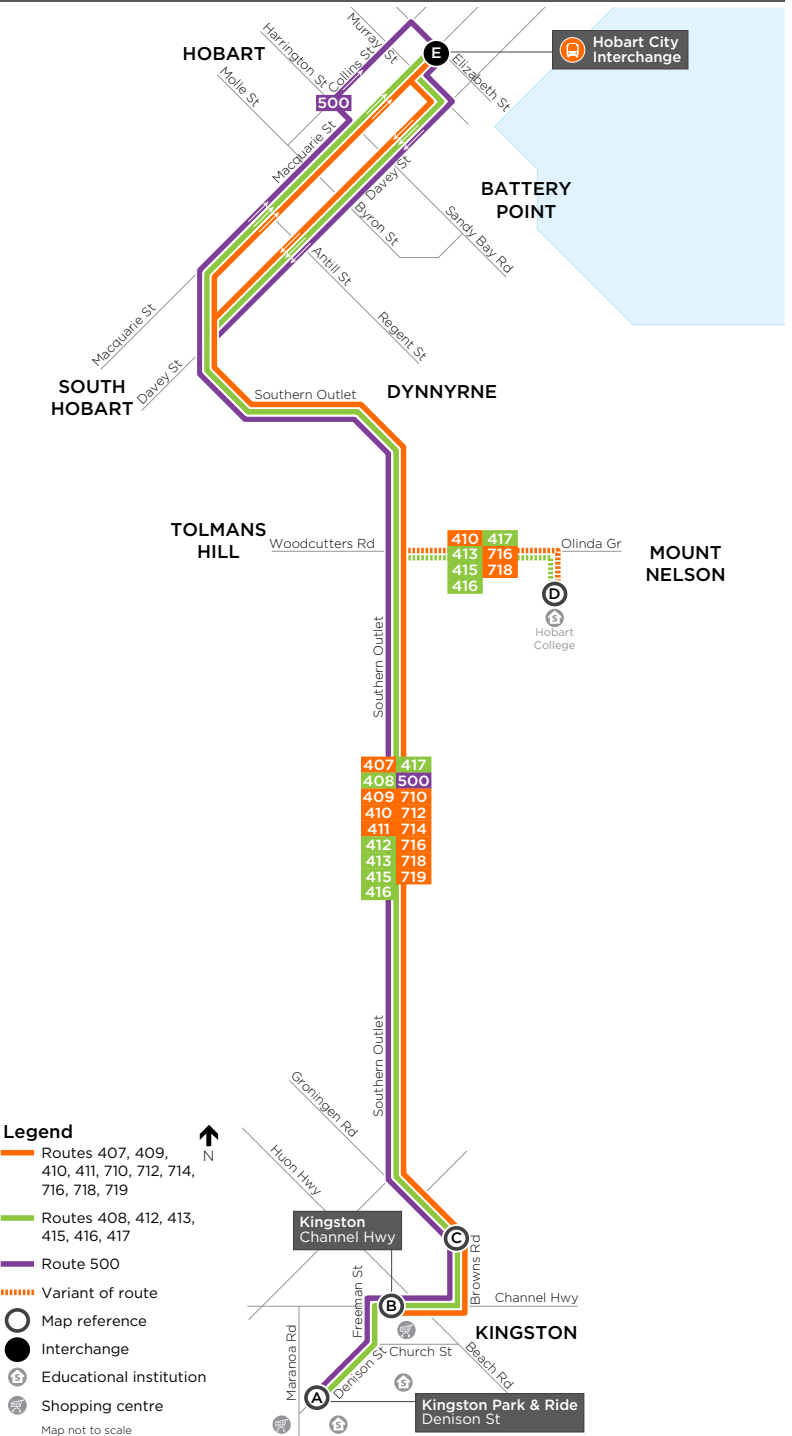 HOBART
Murray St
Harrington St
Collins St
Molle St
E
Elizabeth St
Hobart City
Interchange
500
Macquarie St
Davey St
BATTERY
POINT
Byron St
Sandy Bay Rd
Antill St
Regent St
Macquarie St
Davey St
SOUTH
HOBART
Southern Outlet
DYNNYRNE
TOLMANS
HILL
Woodcutters Rd
410 417
413 716
415 718
416
Olinda Gr
MOUNT
NELSON
D
S
Hobart
College
Southern Outlet
407 417
408 500
409 710
410 712
411 714
412 716
413 718
415 719
416
Southern Outlet
Groningen Rd
Huon Hwy
Kingston
Channel Hwy
C
Browns Rd
B
Freeman St
Channel Hwy
KINGSTON
Maranoa Rd
Denison St
Church St
Beach Rd
A
S
S
Kingston Park & Ride
Denison St
Legend
N
Routes 407, 409,
410, 411, 710, 712, 714,
716, 718, 719
Routes 408, 412, 413,
415, 416, 417
Route 500
Variant of route
Map reference
Interchange
S
Educational institution
Shopping centre
Map not to scale